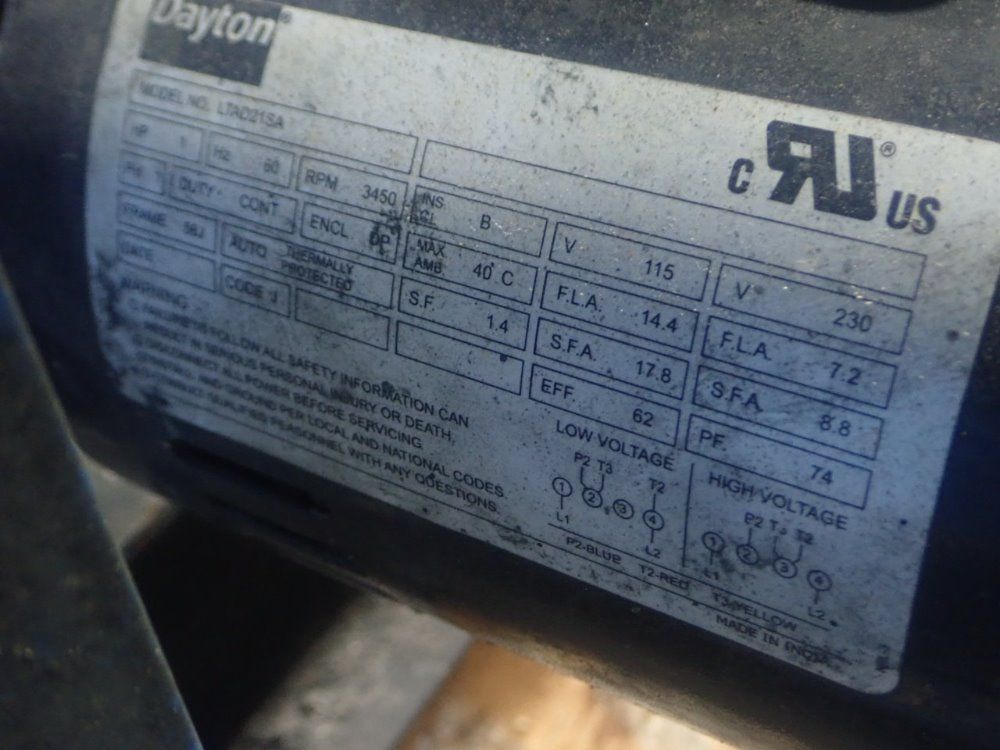 Dayton®
MODEL NO. LTAD21SA
HP 1 Hz 60 RPM 3450 INS CL B V 115 V 230
PH 1 DUTY CONT ENCL DP MAX AMB 40 C F.L.A. 14.4 F.L.A. 7.2
FRAME 56J AUTO THERMALLY PROTECTED S.F. 1.4 S.F.A. 17.8 S.F.A. 8.8
DATE CODE J EFF. 62 PF. 74
C RU® US
WARNING:
FOLLOW ALL SAFETY INFORMATION CAN
RESULT IN SERIOUS PERSONAL INJURY OR DEATH.
DISCONNECT ALL POWER BEFORE SERVICING.
AND GROUND PER LOCAL AND NATIONAL CODES.
CONTACT QUALIFIED PERSONNEL WITH ANY QUESTIONS.
LOW VOLTAGE
P2 T3 T2
1 2 3 4
L1 L2
HIGH VOLTAGE
P2 T3 T2
1 2 3 4
L1 L2
P2-BLUE T2-RED T3-YELLOW
MADE IN INDIA